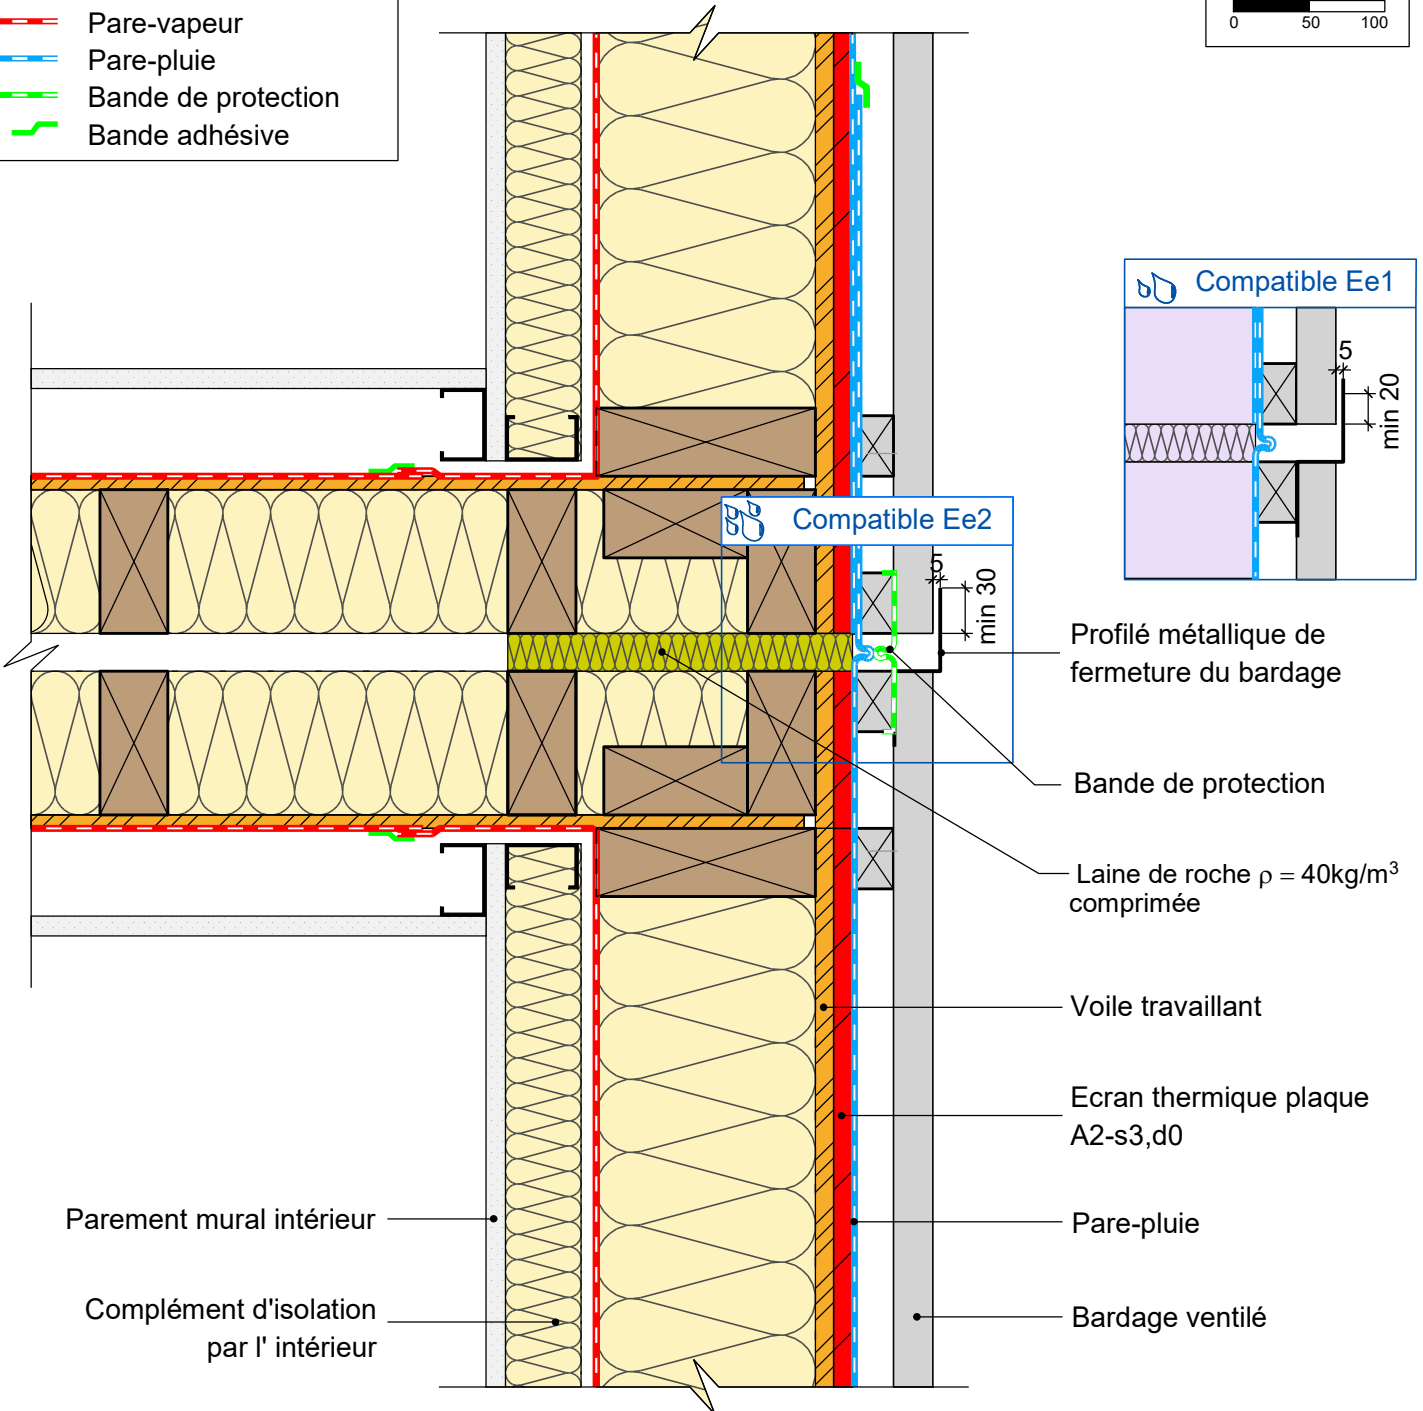 Pare-vapeur
Pare-pluie
Bande de protection
Bande adhésive
0 50 100
Compatible Ee1
5
min 20
Compatible Ee2
5
min 30
Profilé métallique de
fermeture du bardage
Bande de protection
Laine de roche ρ = 40kg/m³
comprimée
Voile travaillant
Ecran thermique plaque
A2-s3,d0
Parement mural intérieur
Pare-pluie
Complément d'isolation
par l' intérieur
Bardage ventilé